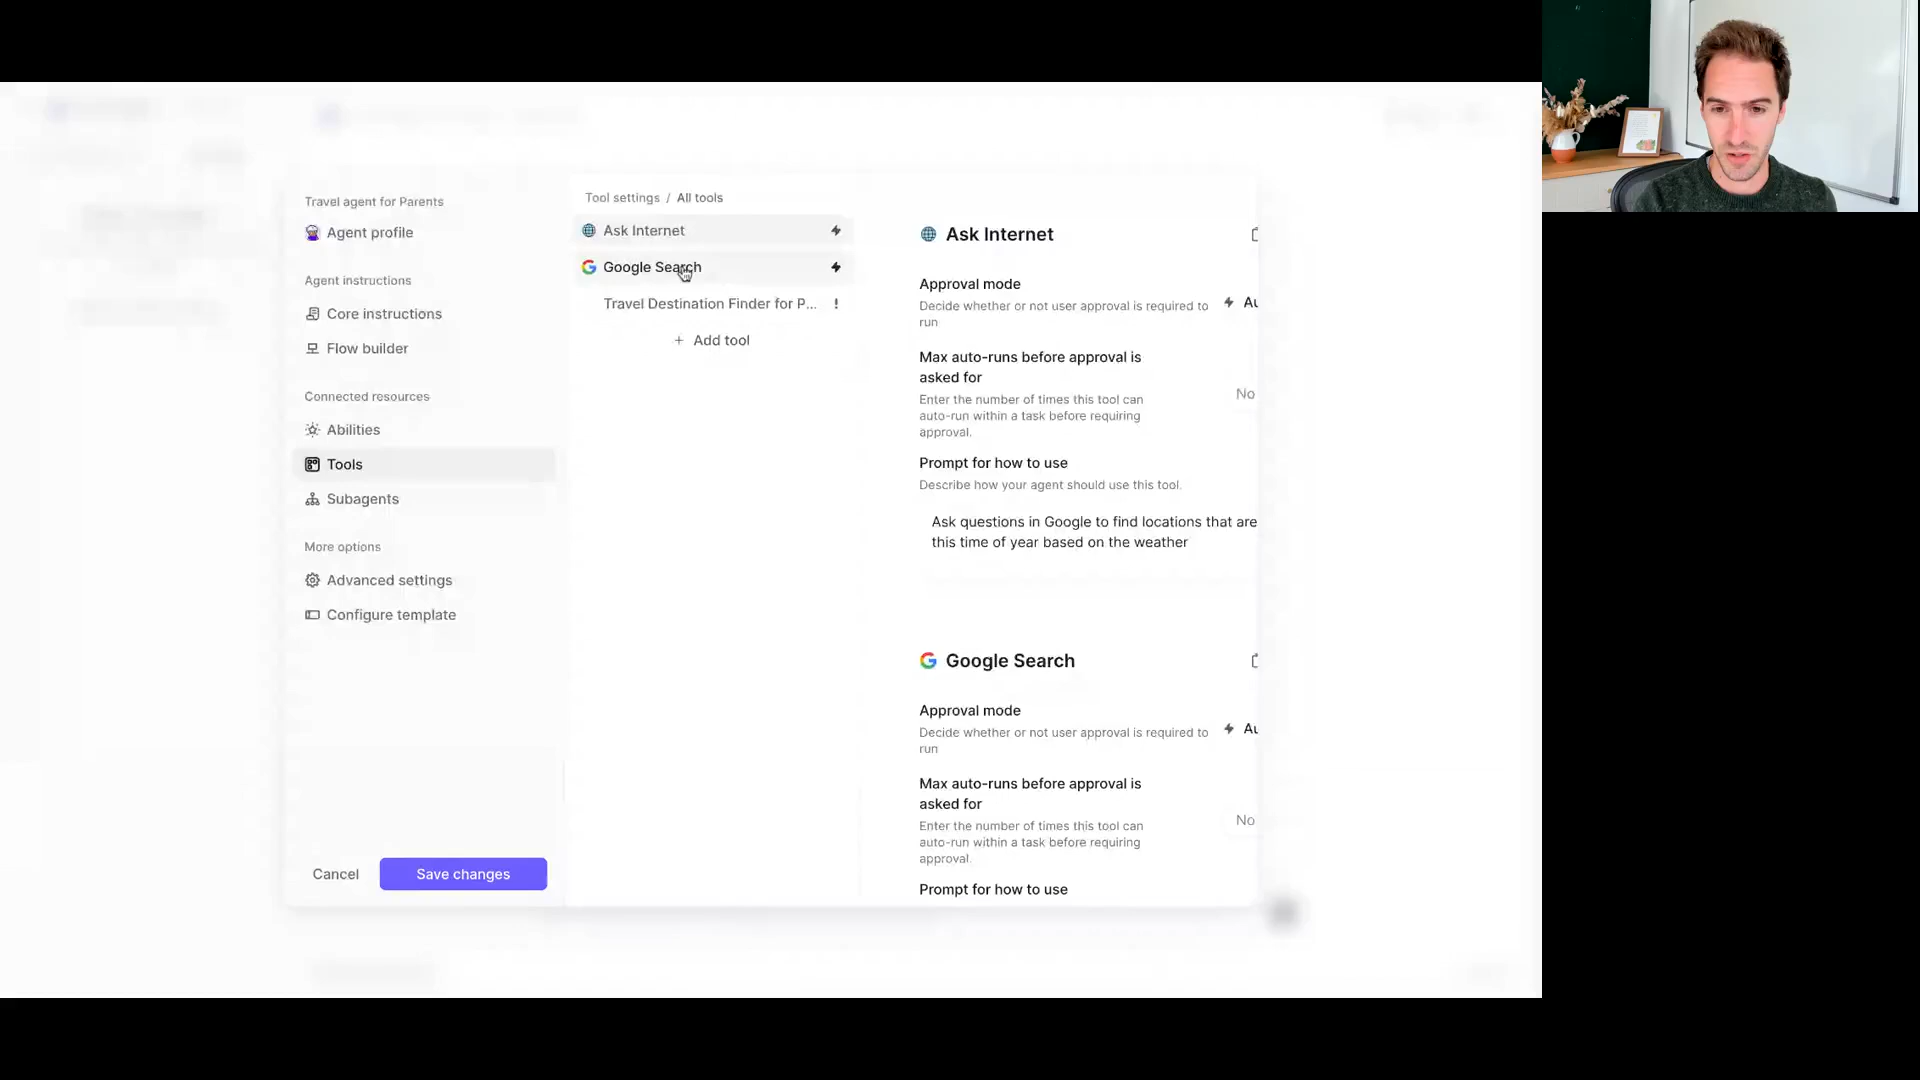 Travel agent for Parents
Agent profile
Agent instructions
Core instructions
Flow builder
Connected resources
Abilities
Tools
Subagents
More options
Advanced settings
Configure template
Cancel
Save changes
Tool settings / All tools
Ask Internet
Google Search
Travel Destination Finder for P...
+ Add tool
Ask Internet
Approval mode
Decide whether or not user approval is required to
run
Au
Max auto-runs before approval is
asked for
Enter the number of times this tool can
auto-run within a task before requiring
approval.
No
Prompt for how to use
Describe how your agent should use this tool.
Ask questions in Google to find locations that are
this time of year based on the weather
Google Search
Approval mode
Decide whether or not user approval is required to
run
Au
Max auto-runs before approval is
asked for
Enter the number of times this tool can
auto-run within a task before requiring
approval.
No
Prompt for how to use